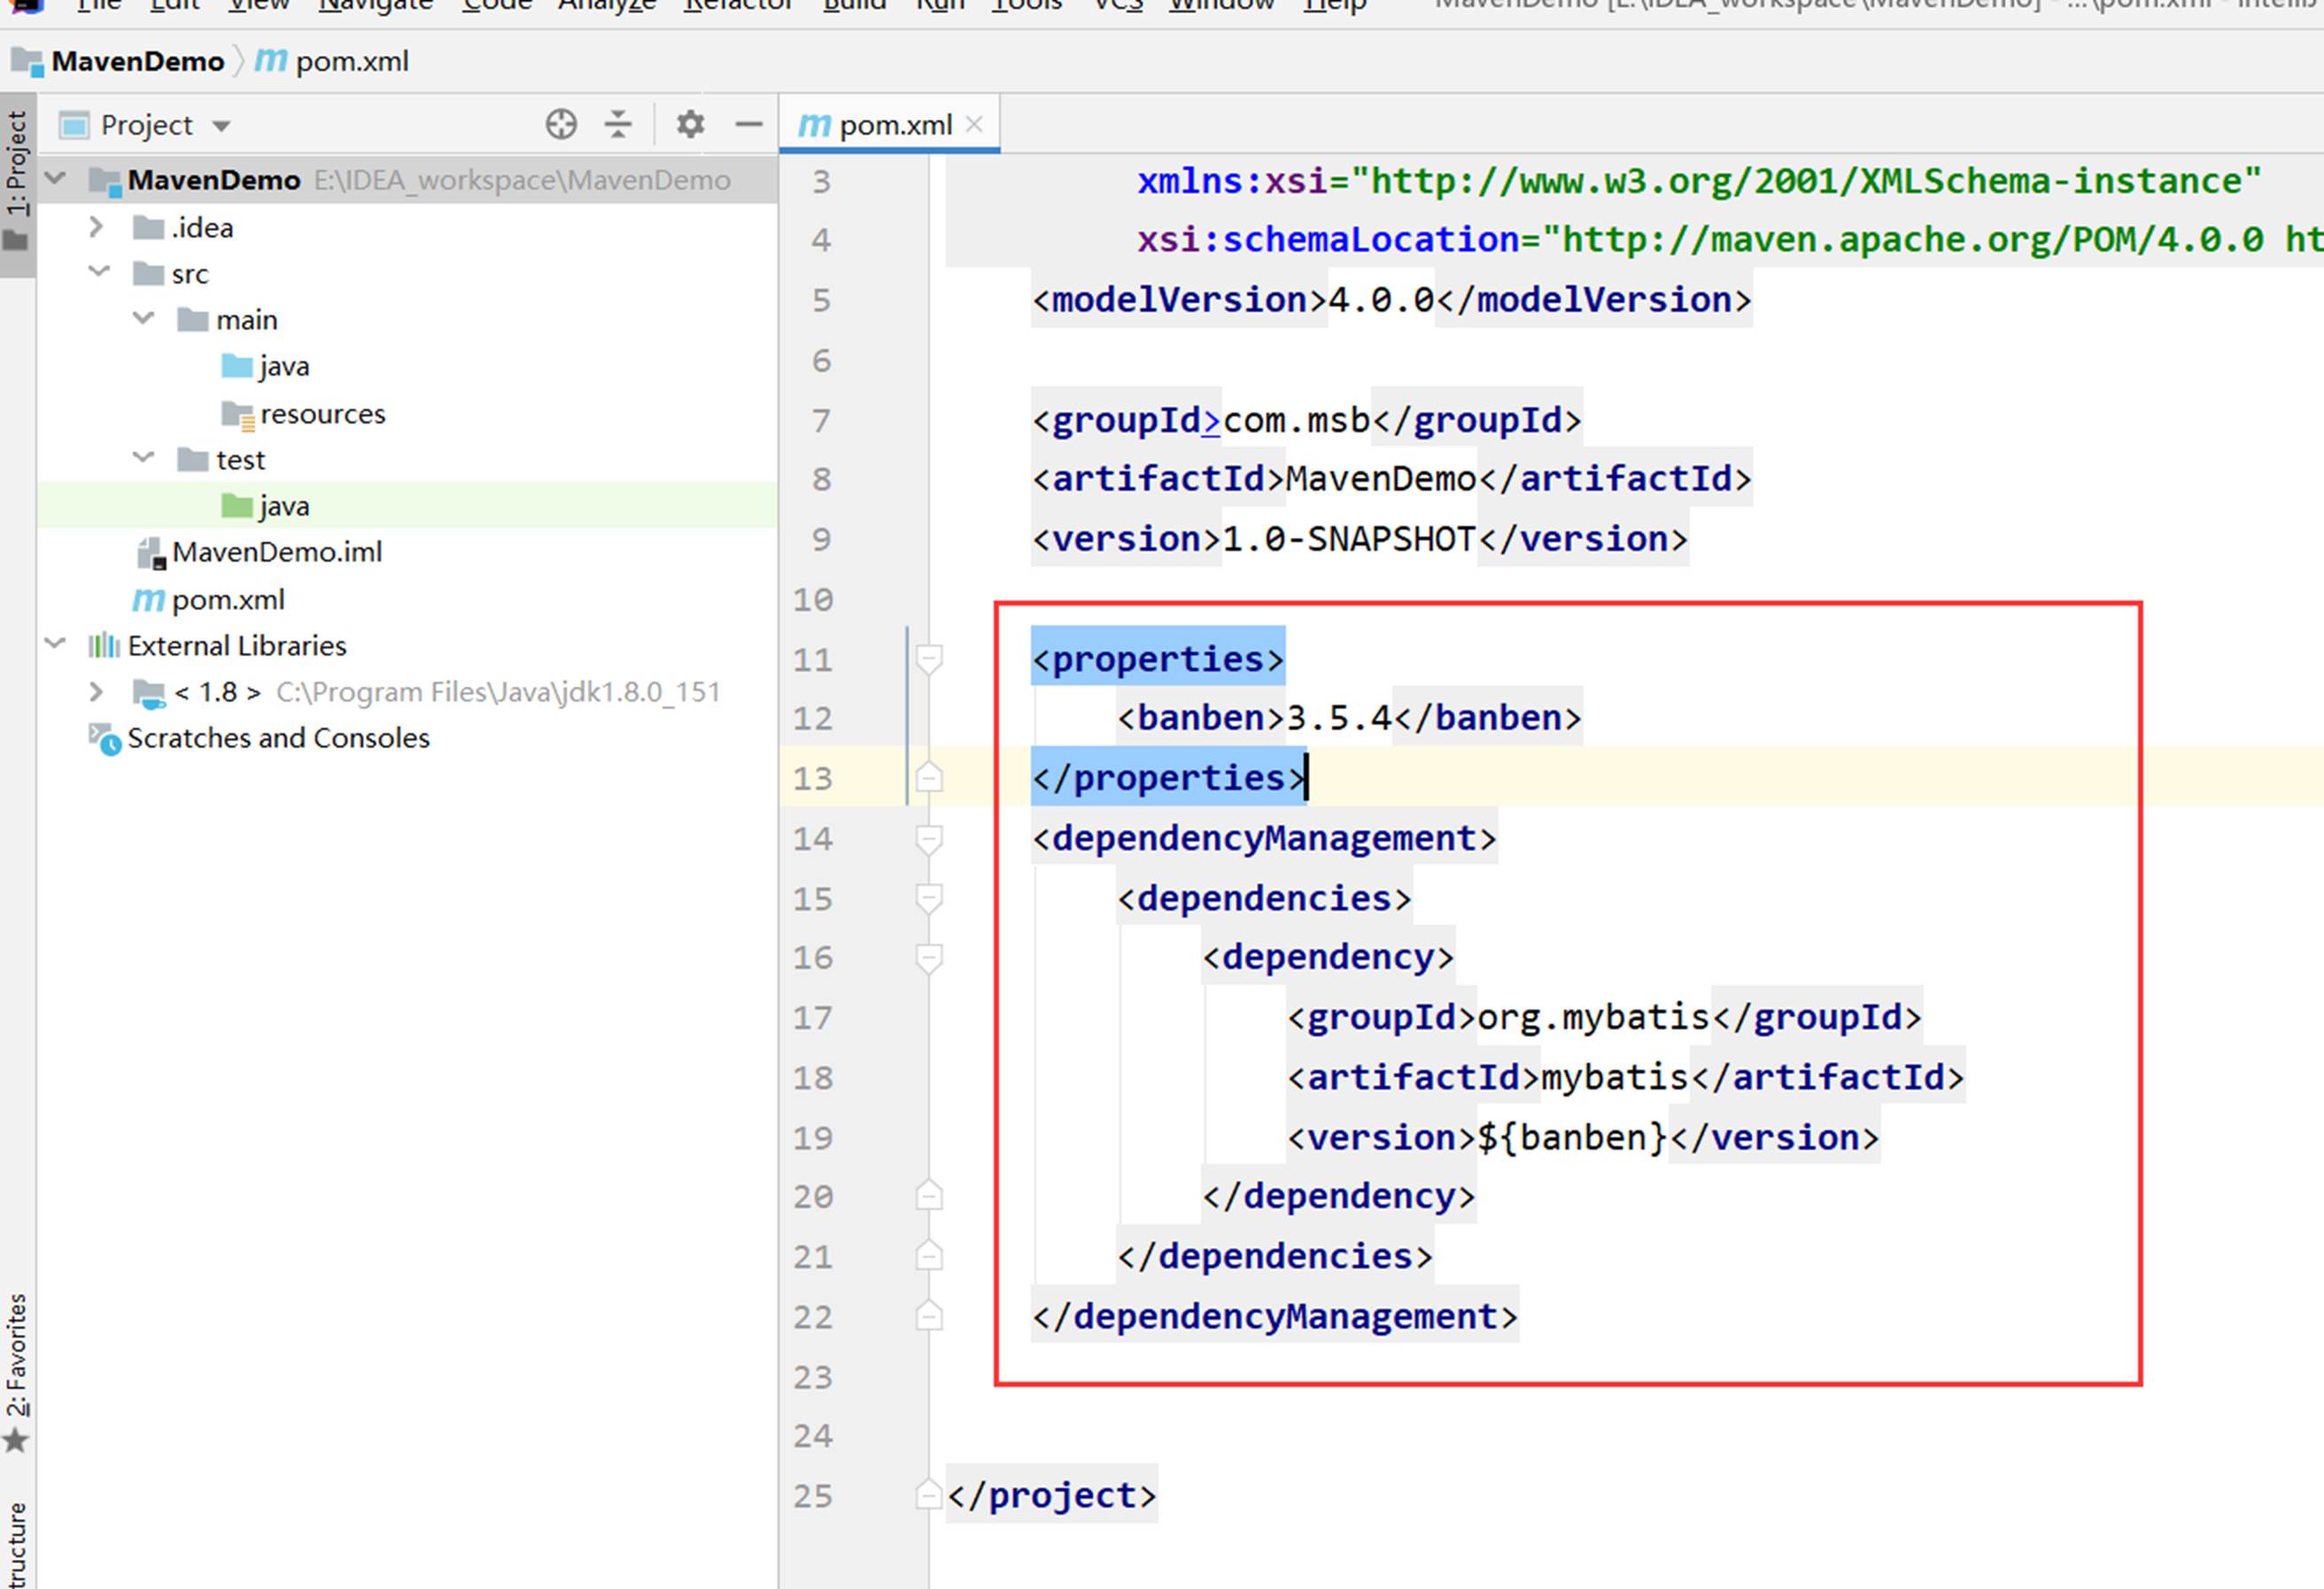 File Edit View Navigate Code Analyze Refactor Build Run Tools VCS Window Help MavenDemo [E:\IDEA_workspace\MavenDemo] - ...\pom.xml - IntelliJ
MavenDemo pom.xml
1: Project
Project
pom.xml
MavenDemo E:\IDEA_workspace\MavenDemo
.idea
src
main
java
resources
test
java
MavenDemo.iml
pom.xml
External Libraries
< 1.8 > C:\Program Files\Java\jdk1.8.0_151
Scratches and Consoles
2: Favorites
3 xmlns:xsi="http://www.w3.org/2001/XMLSchema-instance"
4 xsi:schemaLocation="http://maven.apache.org/POM/4.0.0 ht
5 <modelVersion>4.0.0</modelVersion>
6
7 <groupId>com.msb</groupId>
8 <artifactId>MavenDemo</artifactId>
9 <version>1.0-SNAPSHOT</version>
10
11 <properties>
12 <banben>3.5.4</banben>
13 </properties>
14 <dependencyManagement>
15 <dependencies>
16 <dependency>
17 <groupId>org.mybatis</groupId>
18 <artifactId>mybatis</artifactId>
19 <version>${banben}</version>
20 </dependency>
21 </dependencies>
22 </dependencyManagement>
23
24
25 </project>